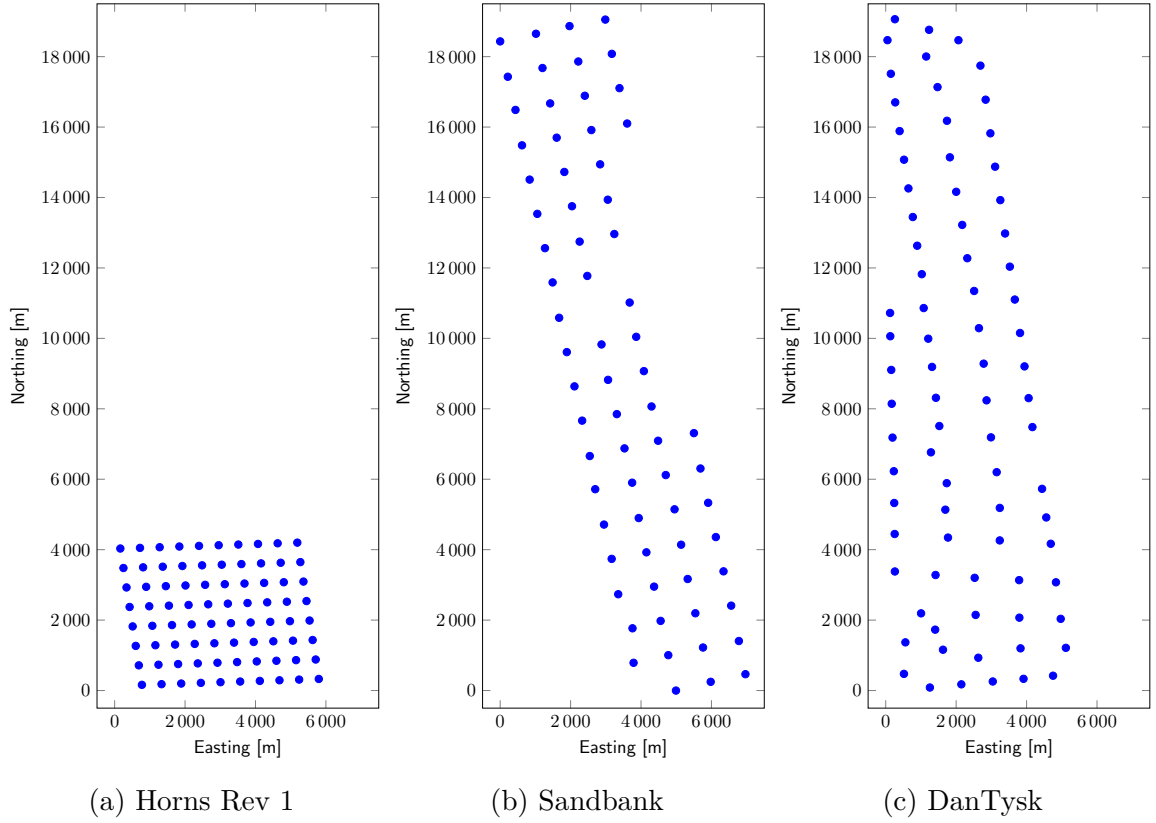 18 000
16 000
14 000
12 000
10 000
8 000
6 000
4 000
2 000
0
Northing [m]
0 2 000 4 000 6 000
Easting [m]
(a) Horns Rev 1
18 000
16 000
14 000
12 000
10 000
8 000
6 000
4 000
2 000
0
Northing [m]
0 2 000 4 000 6 000
Easting [m]
(b) Sandbank
18 000
16 000
14 000
12 000
10 000
8 000
6 000
4 000
2 000
0
Northing [m]
0 2 000 4 000 6 000
Easting [m]
(c) DanTysk